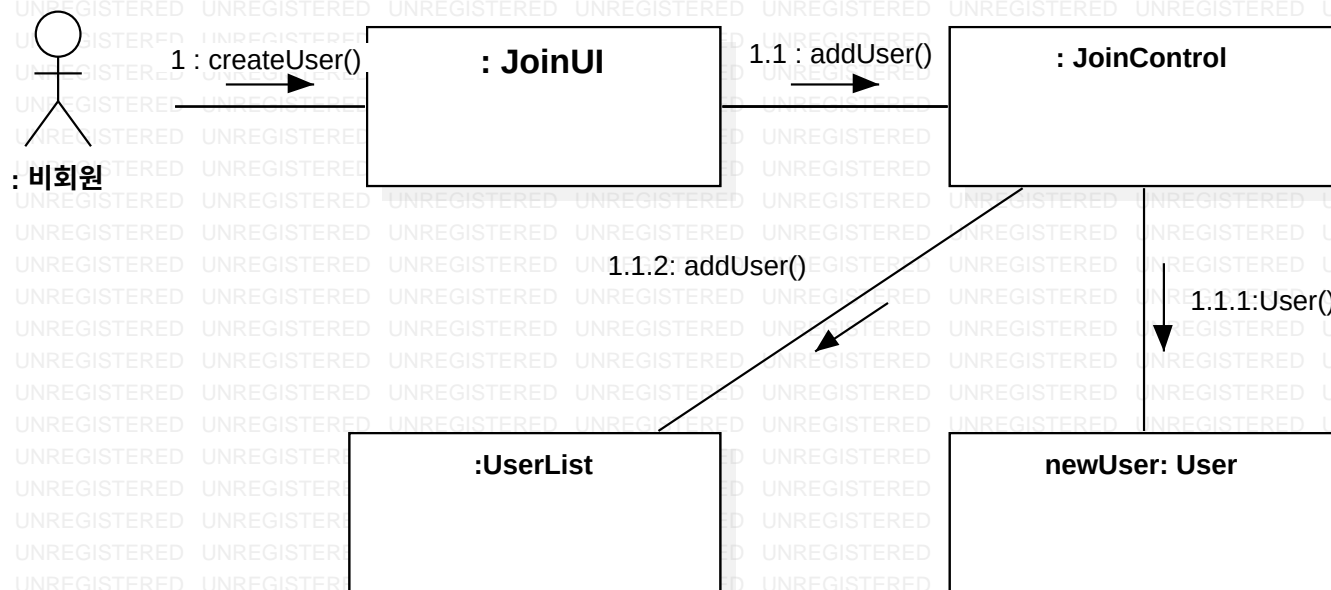 1 : createUser()
: JoinUI
1.1 : addUser()
: JoinControl
: 비회원
1.1.2: addUser()
1.1.1:User()
:UserList
newUser: User
UNREGISTERED